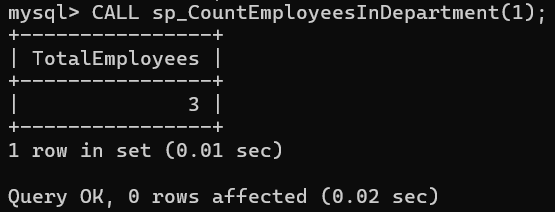 mysql> CALL sp_CountEmployeesInDepartment(1);
+----------------+
| TotalEmployees |
+----------------+
|              3 |
+----------------+
1 row in set (0.01 sec)

Query OK, 0 rows affected (0.02 sec)